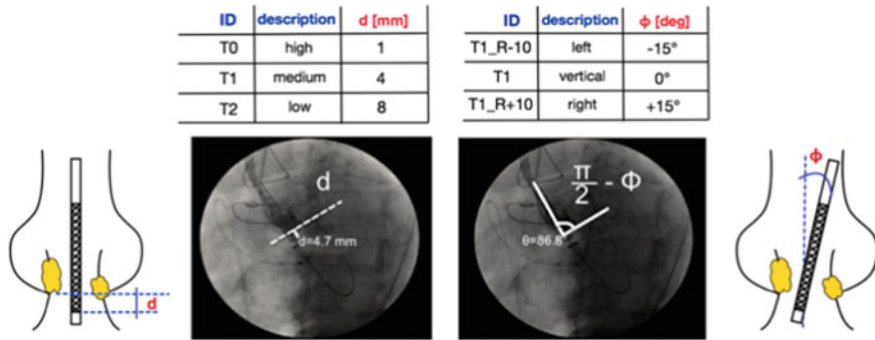 ID description d [mm]
T0 high 1
T1 medium 4
T2 low 8
ID description ϕ [deg]
T1_R-10 left -15°
T1 vertical 0°
T1_R+10 right +15°
d
d=4.7 mm
π/2 - Φ
θ=86.8
d
ϕ